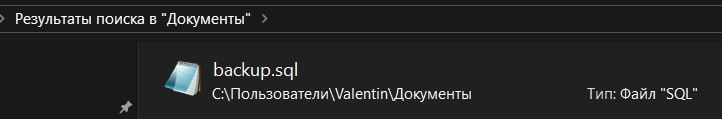 Результаты поиска в "Документы"
backup.sql
C:\Пользователи\Valentin\Документы
Тип: Файл "SQL"